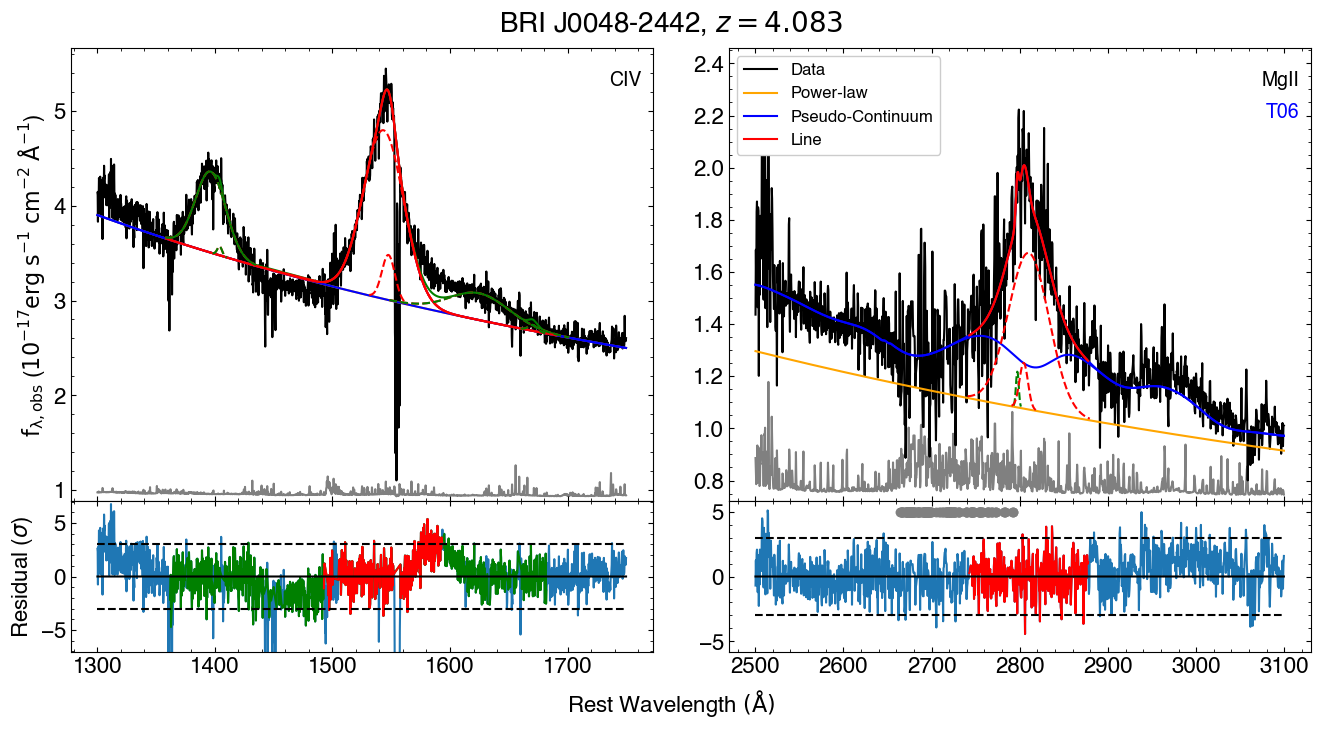 BRI J0048-2442, z = 4.083
CIV
f_{λ,obs} (10^{−17} erg s^{−1} cm^{−2} Å^{−1})
5
4
3
2
1
Data
Power-law
Pseudo-Continuum
Line
MgII
T06
2.4
2.2
2.0
1.8
1.6
1.4
1.2
1.0
0.8
Residual (σ)
5
0
−5
1300 1400 1500 1600 1700
5
0
−5
2500 2600 2700 2800 2900 3000 3100
Rest Wavelength (Å)